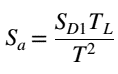 S_a = \frac{S_{D1} T_L}{T^2}